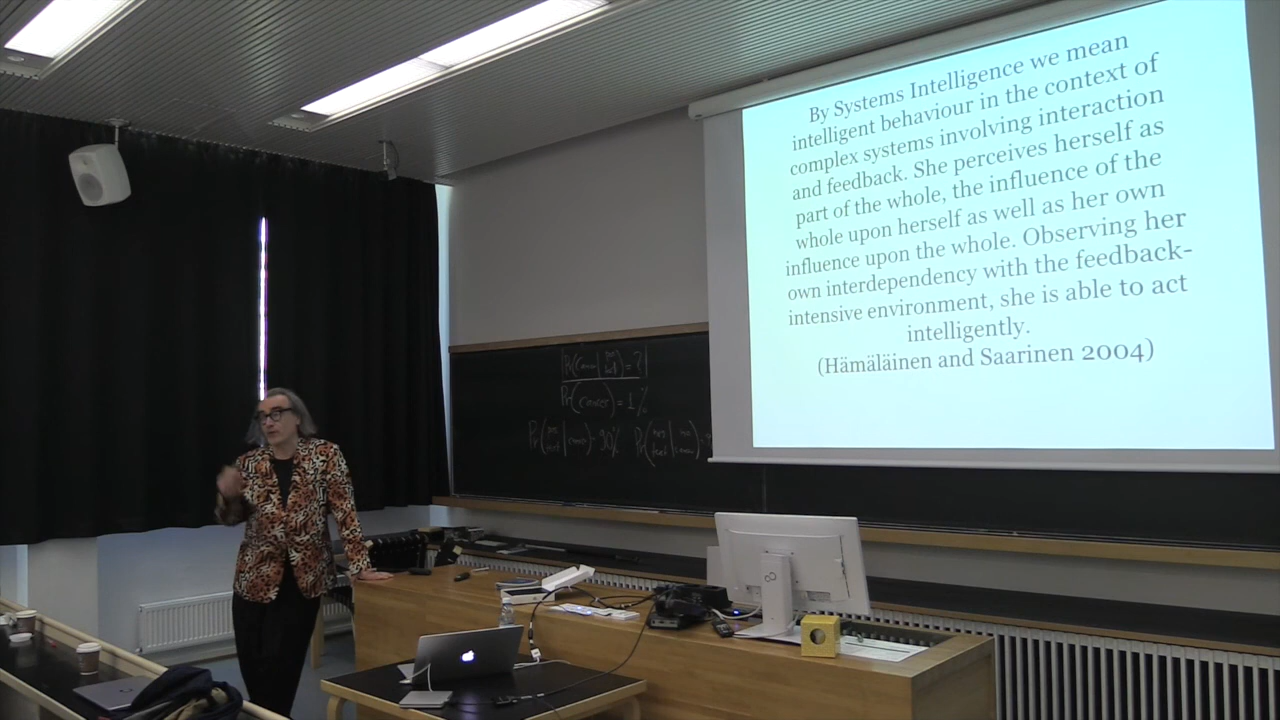 By Systems Intelligence we mean
intelligent behaviour in the context of
complex systems involving interaction
and feedback. She perceives herself as
part of the whole, the influence of the
whole upon herself as well as her own
influence upon the whole. Observing her
own interdependency with the feedback-
intensive environment, she is able to act
intelligently.
(Hämäläinen and Saarinen 2004)
Pr(cancer) = 1%
90%